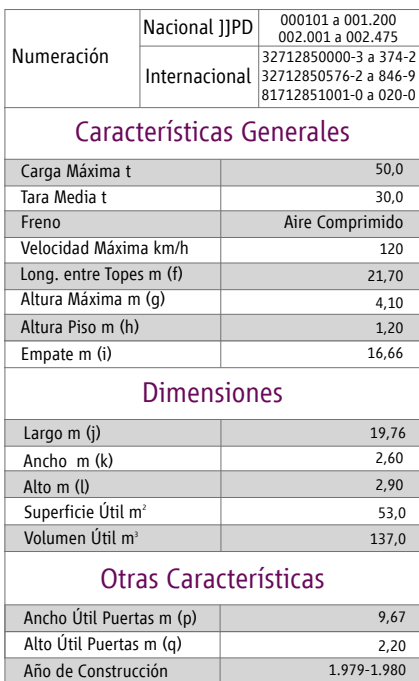 Numeración
Nacional JJPD
000101 a 001.200
002.001 a 002.475
Internacional
32712850000-3 a 374-2
32712850576-2 a 846-9
81712851001-0 a 020-0
Características Generales
Carga Máxima t 50,0
Tara Media t 30,0
Freno Aire Comprimido
Velocidad Máxima km/h 120
Long. entre Topes m (f) 21,70
Altura Máxima m (g) 4,10
Altura Piso m (h) 1,20
Empate m (i) 16,66
Dimensiones
Largo m (j) 19,76
Ancho m (k) 2,60
Alto m (l) 2,90
Superficie Útil m² 53,0
Volumen Útil m³ 137,0
Otras Características
Ancho Útil Puertas m (p) 9,67
Alto Útil Puertas m (q) 2,20
Año de Construcción 1.979-1.980